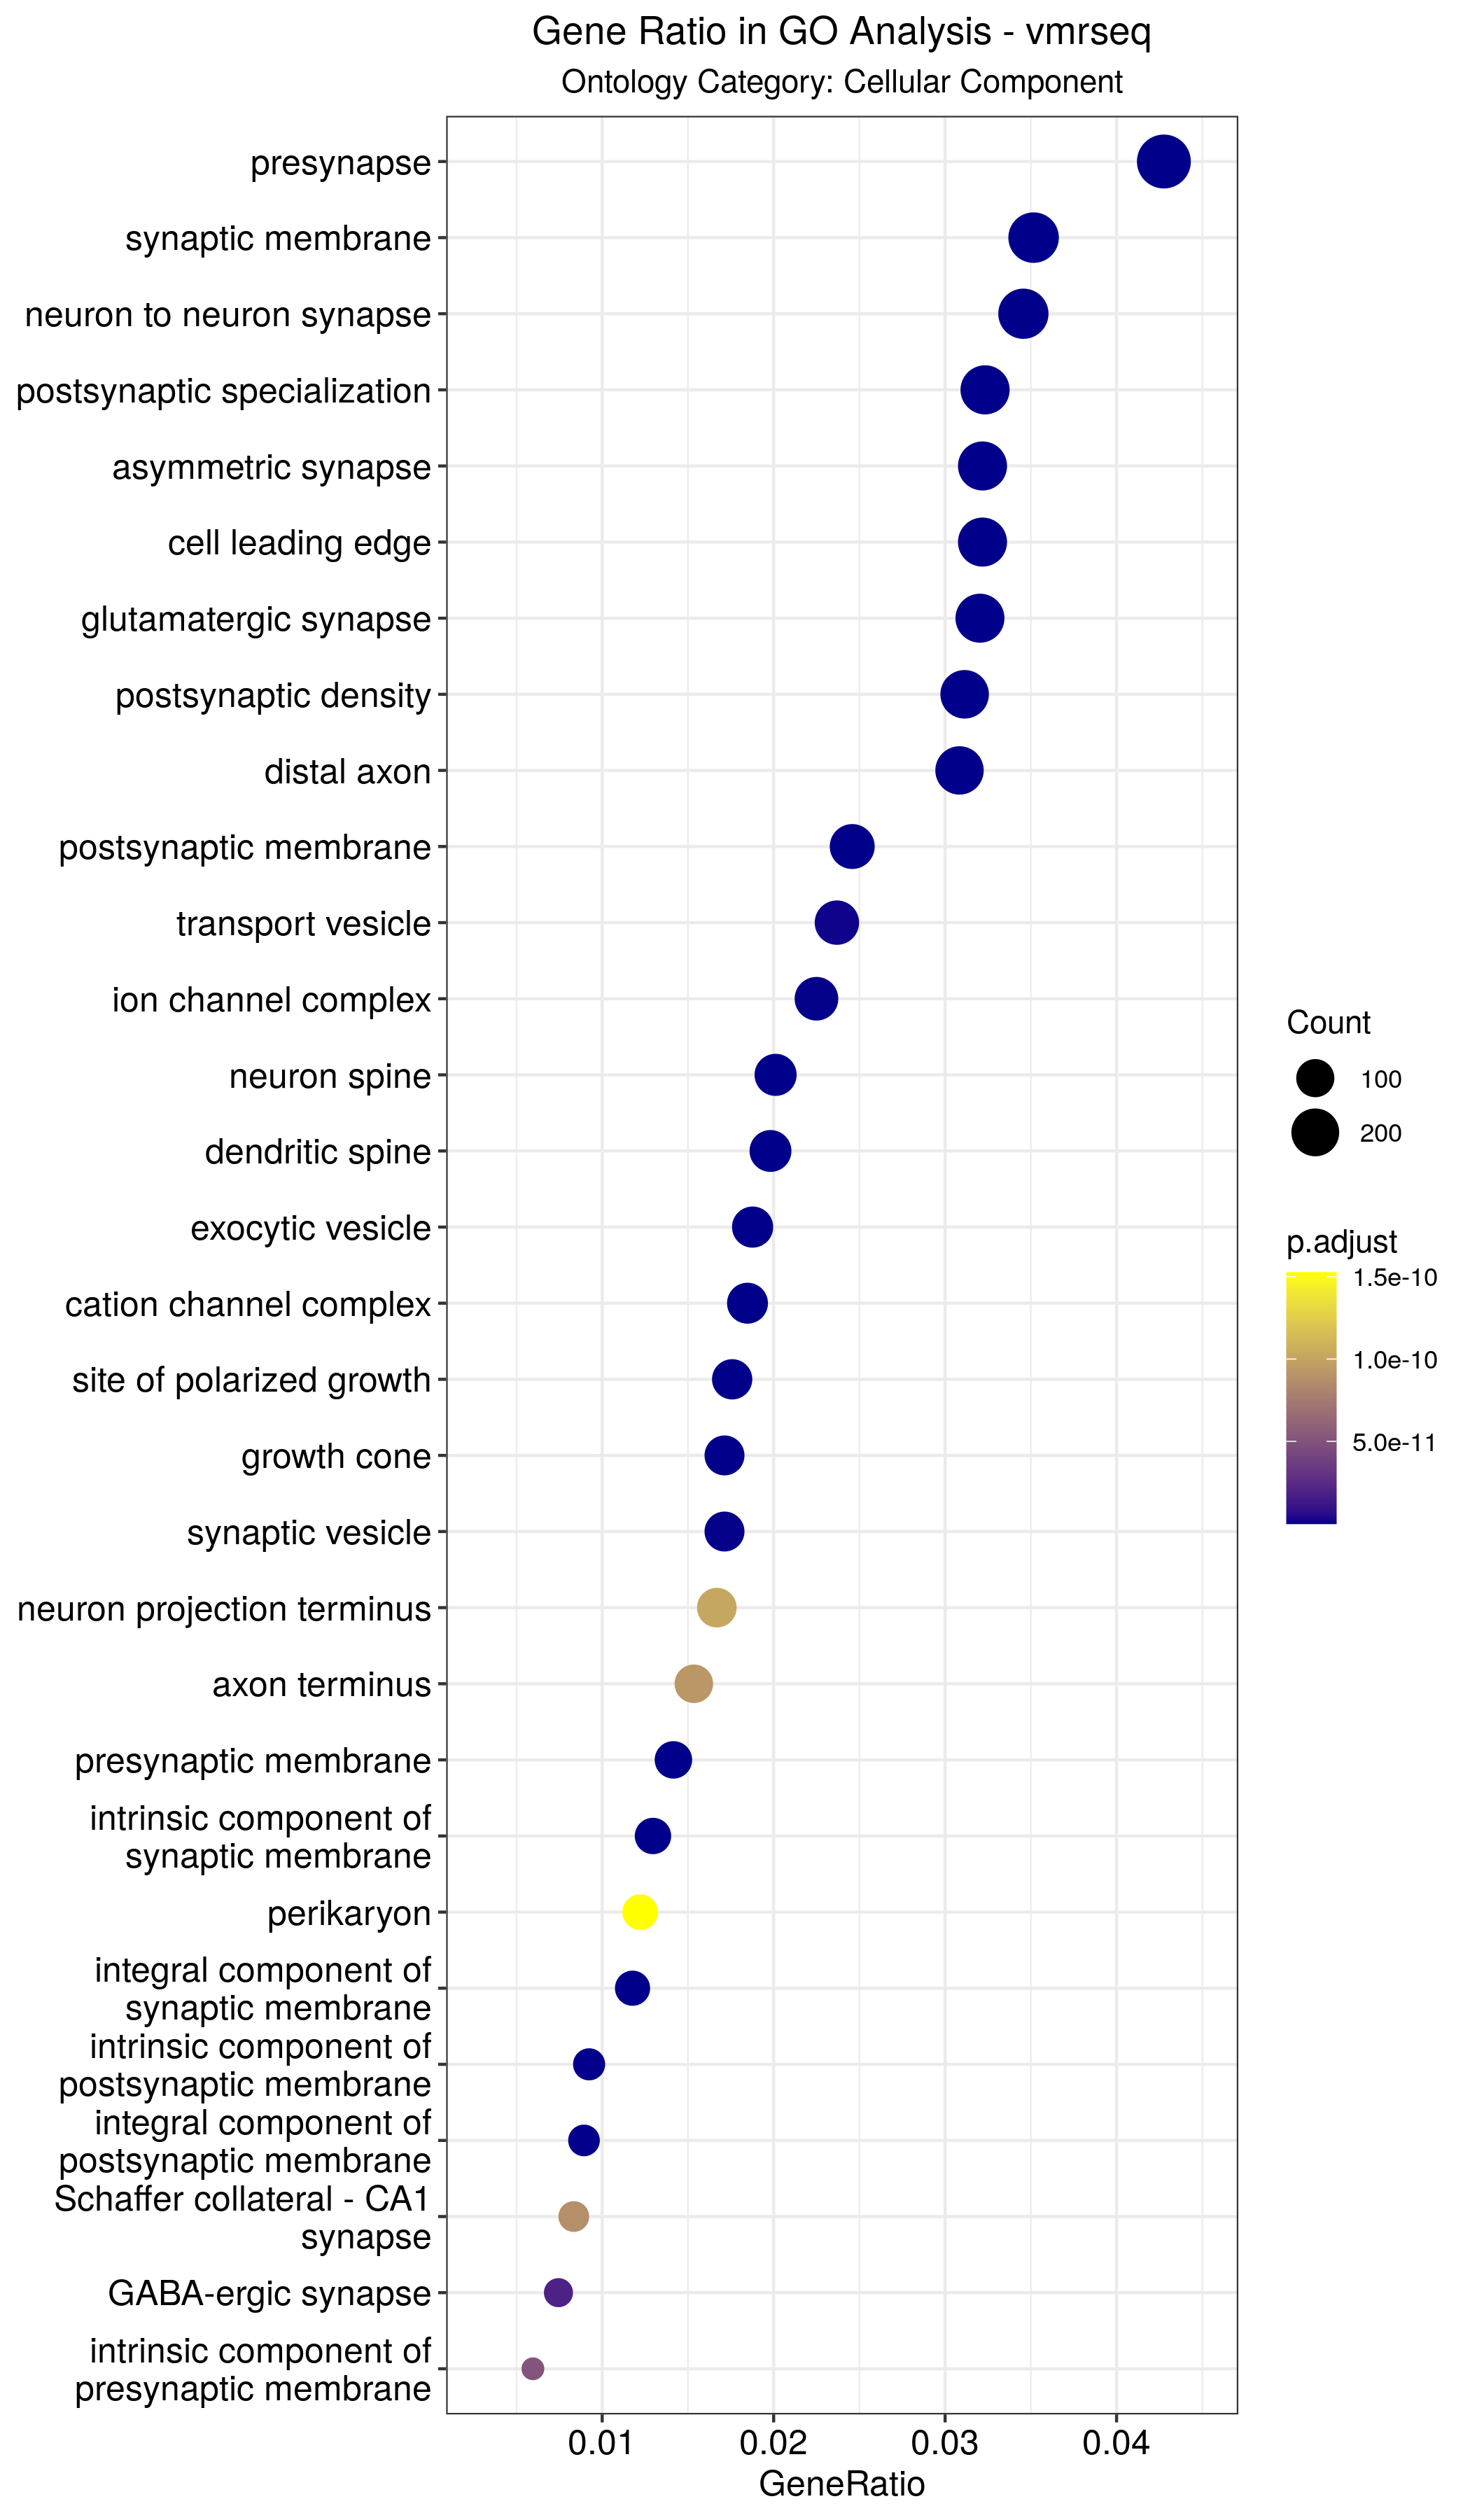 Gene Ratio in GO Analysis - vmrseq
Ontology Category: Cellular Component
presynapse
synaptic membrane
neuron to neuron synapse
postsynaptic specialization
asymmetric synapse
cell leading edge
glutamatergic synapse
postsynaptic density
distal axon
postsynaptic membrane
transport vesicle
ion channel complex
neuron spine
dendritic spine
exocytic vesicle
cation channel complex
site of polarized growth
growth cone
synaptic vesicle
neuron projection terminus
axon terminus
presynaptic membrane
intrinsic component of
synaptic membrane
perikaryon
integral component of
synaptic membrane
intrinsic component of
postsynaptic membrane
integral component of
postsynaptic membrane
Schaffer collateral - CA1
synapse
GABA-ergic synapse
intrinsic component of
presynaptic membrane
0.01 0.02 0.03 0.04
GeneRatio
Count
100
200
p.adjust
1.5e-10
1.0e-10
5.0e-11